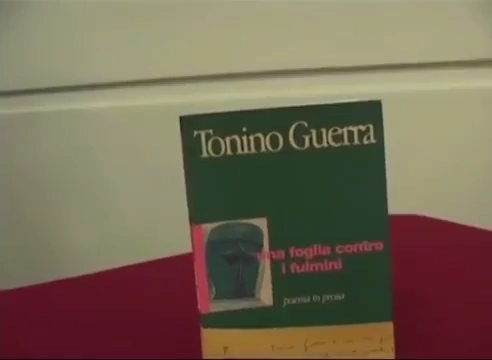 Tonino Guerra
una foglia contro
i fulmini
poema in prosa